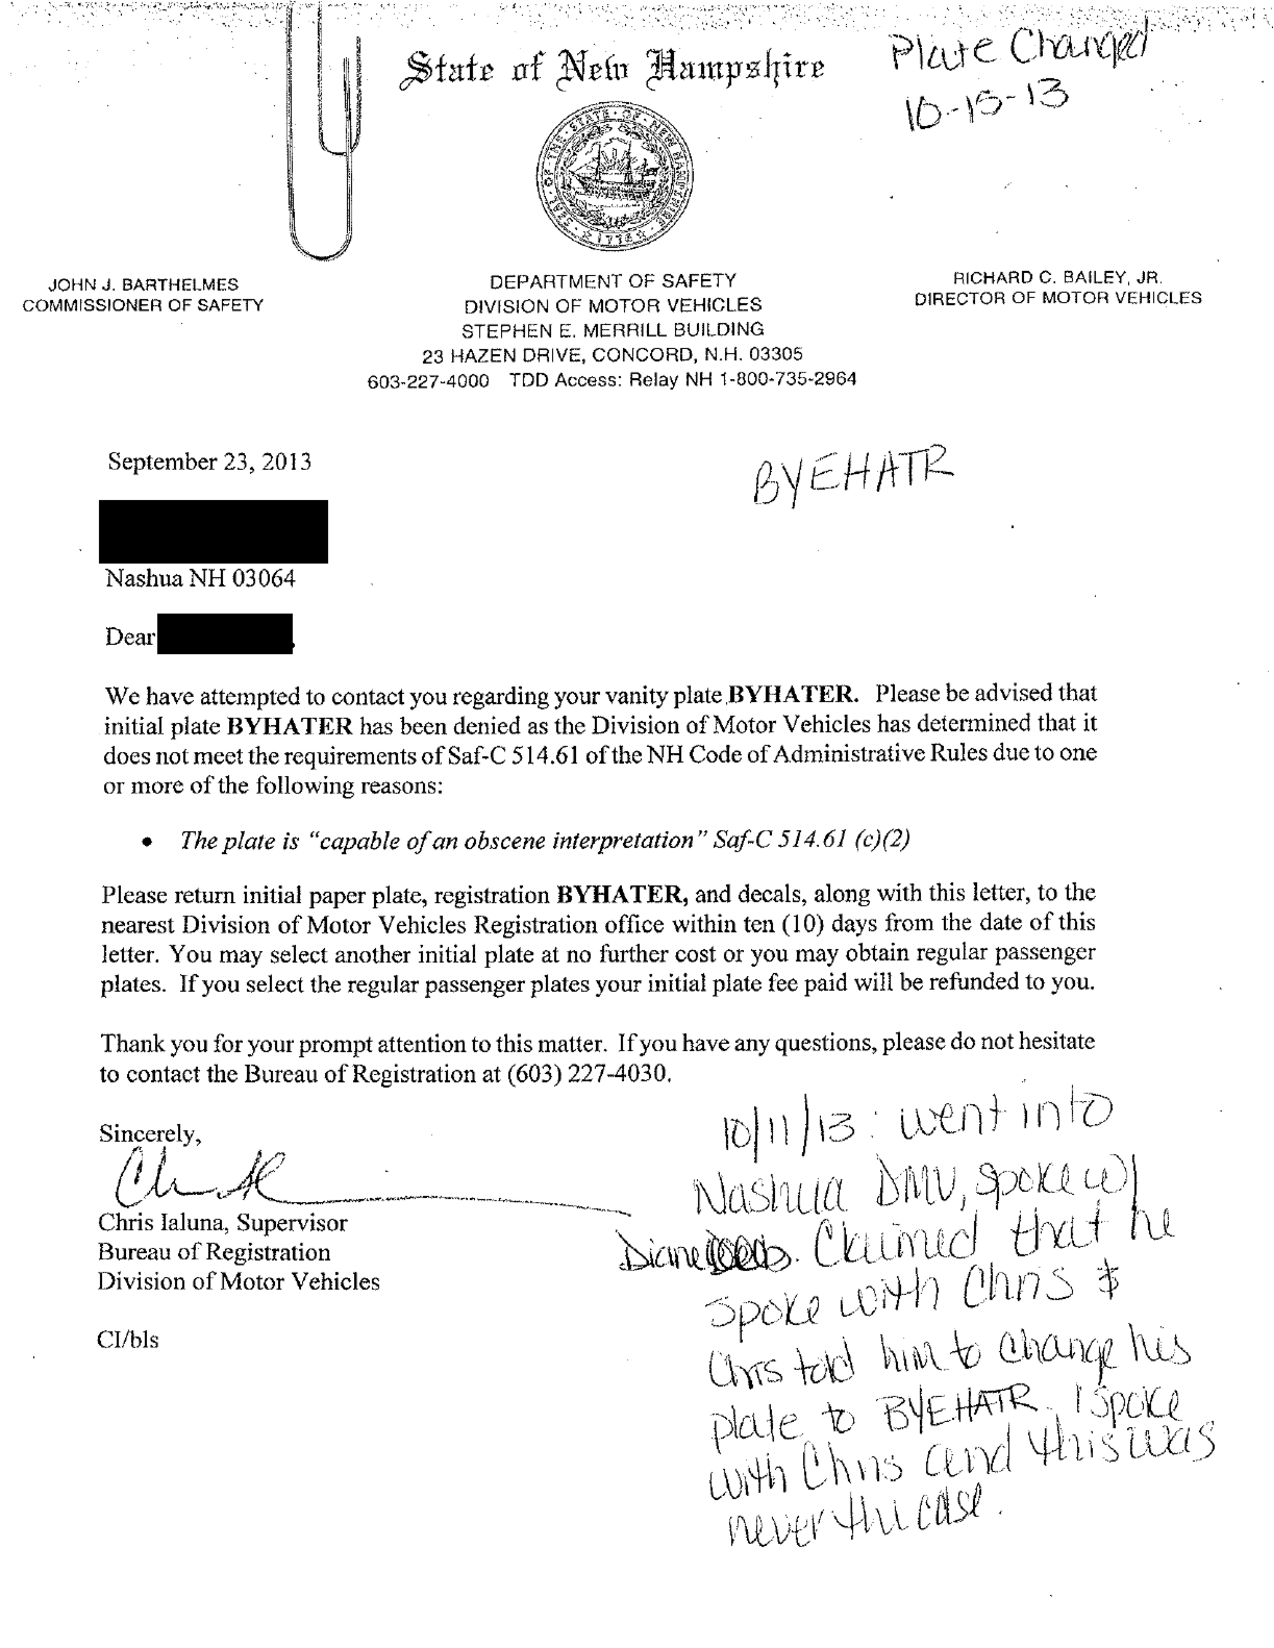 Plate Changed
10-15-13
State of New Hampshire
SEAL OF THE STATE OF NEW HAMPSHIRE
1776
JOHN J. BARTHELMES
COMMISSIONER OF SAFETY
DEPARTMENT OF SAFETY
DIVISION OF MOTOR VEHICLES
STEPHEN E. MERRILL BUILDING
23 HAZEN DRIVE, CONCORD, N.H. 03305
603-227-4000 TDD Access: Relay NH 1-800-735-2964
RICHARD C. BAILEY, JR.
DIRECTOR OF MOTOR VEHICLES
September 23, 2013
BYEHATR
Nashua NH 03064
Dear
We have attempted to contact you regarding your vanity plate BYHATER. Please be advised that
initial plate BYHATER has been denied as the Division of Motor Vehicles has determined that it
does not meet the requirements of Saf-C 514.61 of the NH Code of Administrative Rules due to one
or more of the following reasons:
• The plate is "capable of an obscene interpretation" Saf-C 514.61 (c)(2)
Please return initial paper plate, registration BYHATER, and decals, along with this letter, to the
nearest Division of Motor Vehicles Registration office within ten (10) days from the date of this
letter. You may select another initial plate at no further cost or you may obtain regular passenger
plates. If you select the regular passenger plates your initial plate fee paid will be refunded to you.
Thank you for your prompt attention to this matter. If you have any questions, please do not hesitate
to contact the Bureau of Registration at (603) 227-4030.
Sincerely,
Chris Ialuna, Supervisor
Bureau of Registration
Division of Motor Vehicles
CI/bls
10/11/13: went into
Nashua DMV, spoke w/
Diane. Claimed that he
spoke with Chris &
Chris told him to change his
plate to BYEHATR. I spoke
with Chris and this was
never the case.